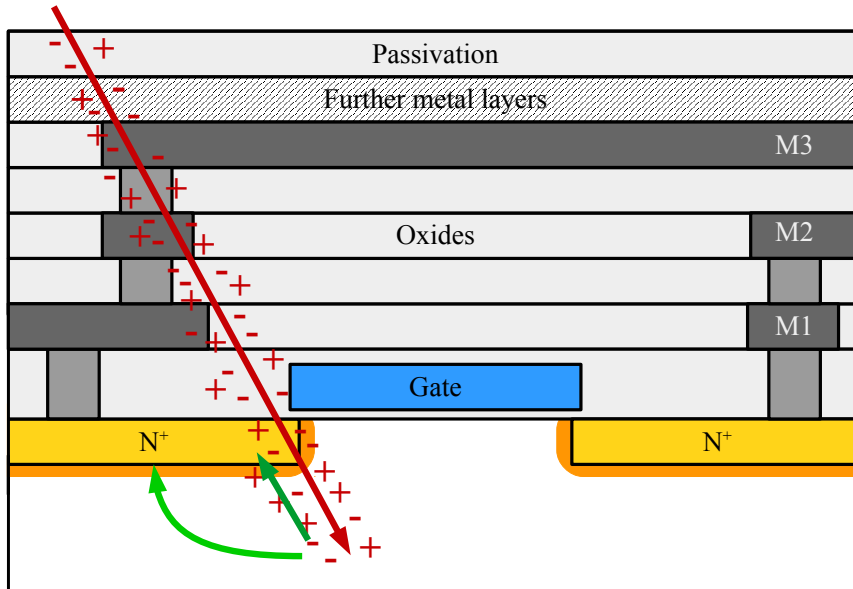 Passivation
Further metal layers
M3
Oxides
M2
M1
Gate
N⁺
N⁺